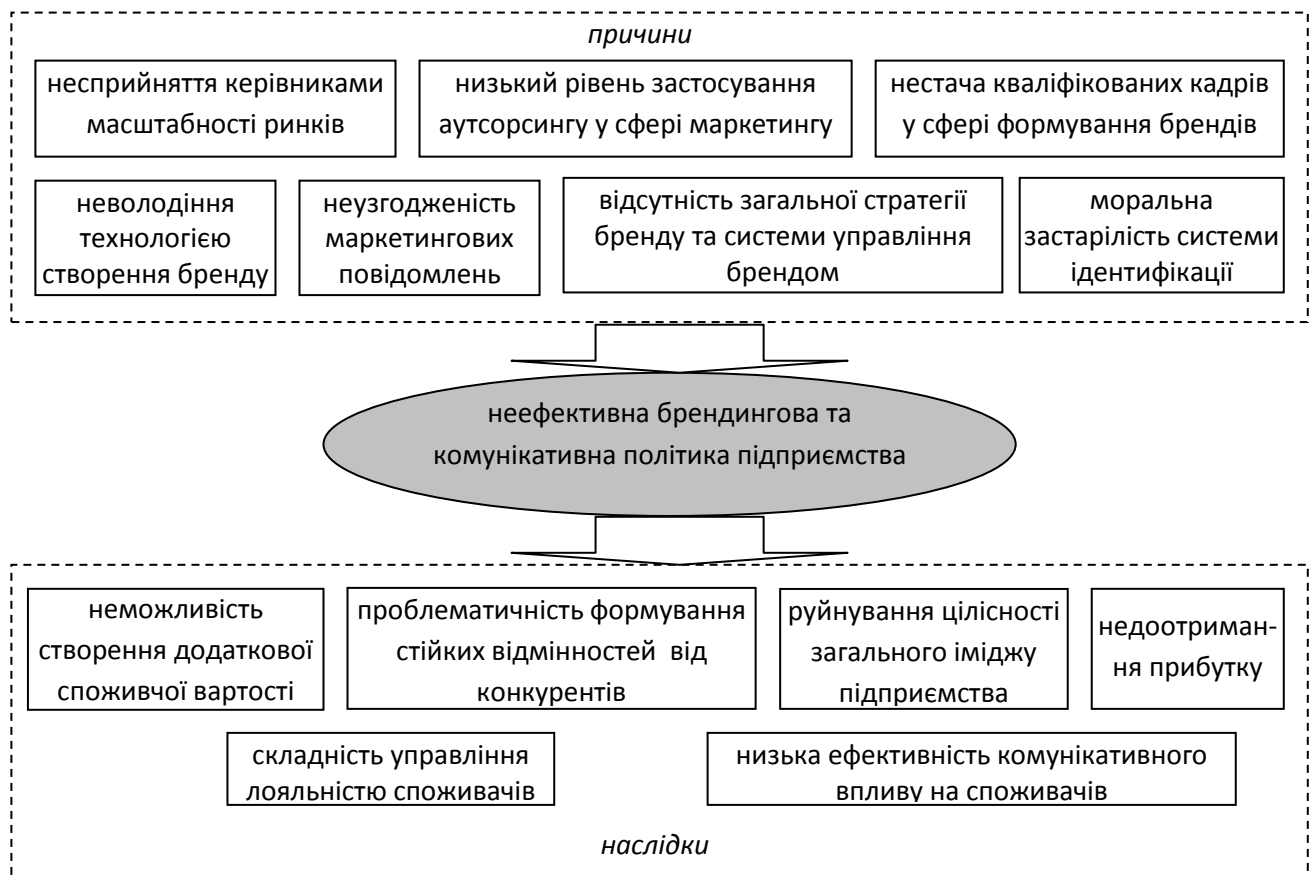 причини
несприйняття керівниками
масштабності ринків
низький рівень застосування
аутсорсингу у сфері маркетингу
нестача кваліфікованих кадрів
у сфері формування брендів
неволодіння
технологією
створення бренду
неузгодженість
маркетингових
повідомлень
відсутність загальної стратегії
бренду та системи управління
брендом
моральна
застарілість системи
ідентифікації
неефективна брендингова та
комунікативна політика підприємства
неможливість
створення додаткової
споживчої вартості
проблематичність формування
стійких відмінностей від
конкурентів
руйнування цілісності
загального іміджу
підприємства
недоотриман-
ня прибутку
складність управління
лояльністю споживачів
низька ефективність комунікативного
впливу на споживачів
наслідки